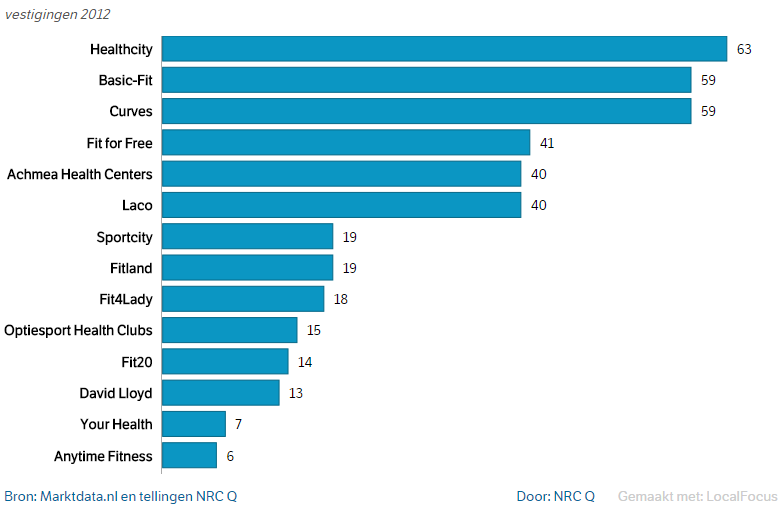 vestigingen 2012
Healthcity 63
Basic-Fit 59
Curves 59
Fit for Free 41
Achmea Health Centers 40
Laco 40
Sportcity 19
Fitland 19
Fit4Lady 18
Optiesport Health Clubs 15
Fit20 14
David Lloyd 13
Your Health 7
Anytime Fitness 6
Bron: Marktdata.nl en tellingen NRC Q Door: NRC Q Gemaakt met: LocalFocus